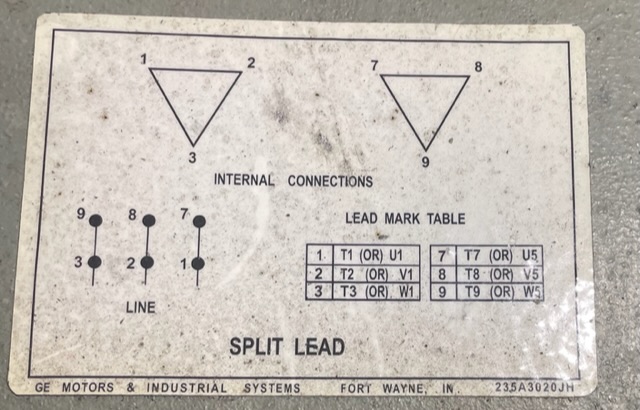 1 2 7 8
3 9
INTERNAL CONNECTIONS
9 8 7
3 2 1
LINE
LEAD MARK TABLE
1 T1 (OR) U1 7 T7 (OR) U5
2 T2 (OR) V1 8 T8 (OR) V5
3 T3 (OR) W1 9 T9 (OR) W5
SPLIT LEAD
GE MOTORS & INDUSTRIAL SYSTEMS FORT WAYNE, IN. 235A3020JH